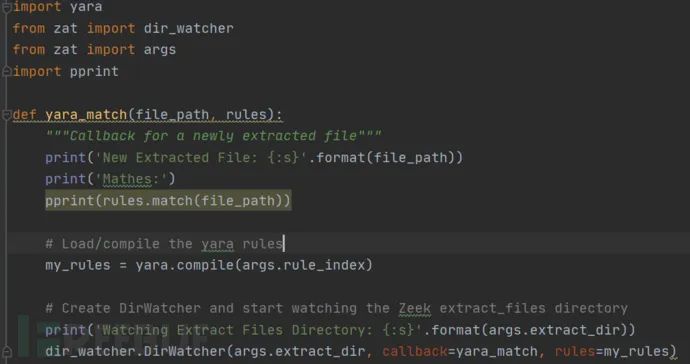 import yara
from zat import dir_watcher
from zat import args
import pprint
def yara_match(file_path, rules):
"""Callback for a newly extracted file"""
print('New Extracted File: {:s}'.format(file_path))
print('Mathes:')
pprint(rules.match(file_path))
# Load/compile the yara rules
my_rules = yara.compile(args.rule_index)
# Create DirWatcher and start watching the Zeek extract_files directory
print('Watching Extract Files Directory: {:s}'.format(args.extract_dir))
dir_watcher.DirWatcher(args.extract_dir, callback=yara_match, rules=my_rules)